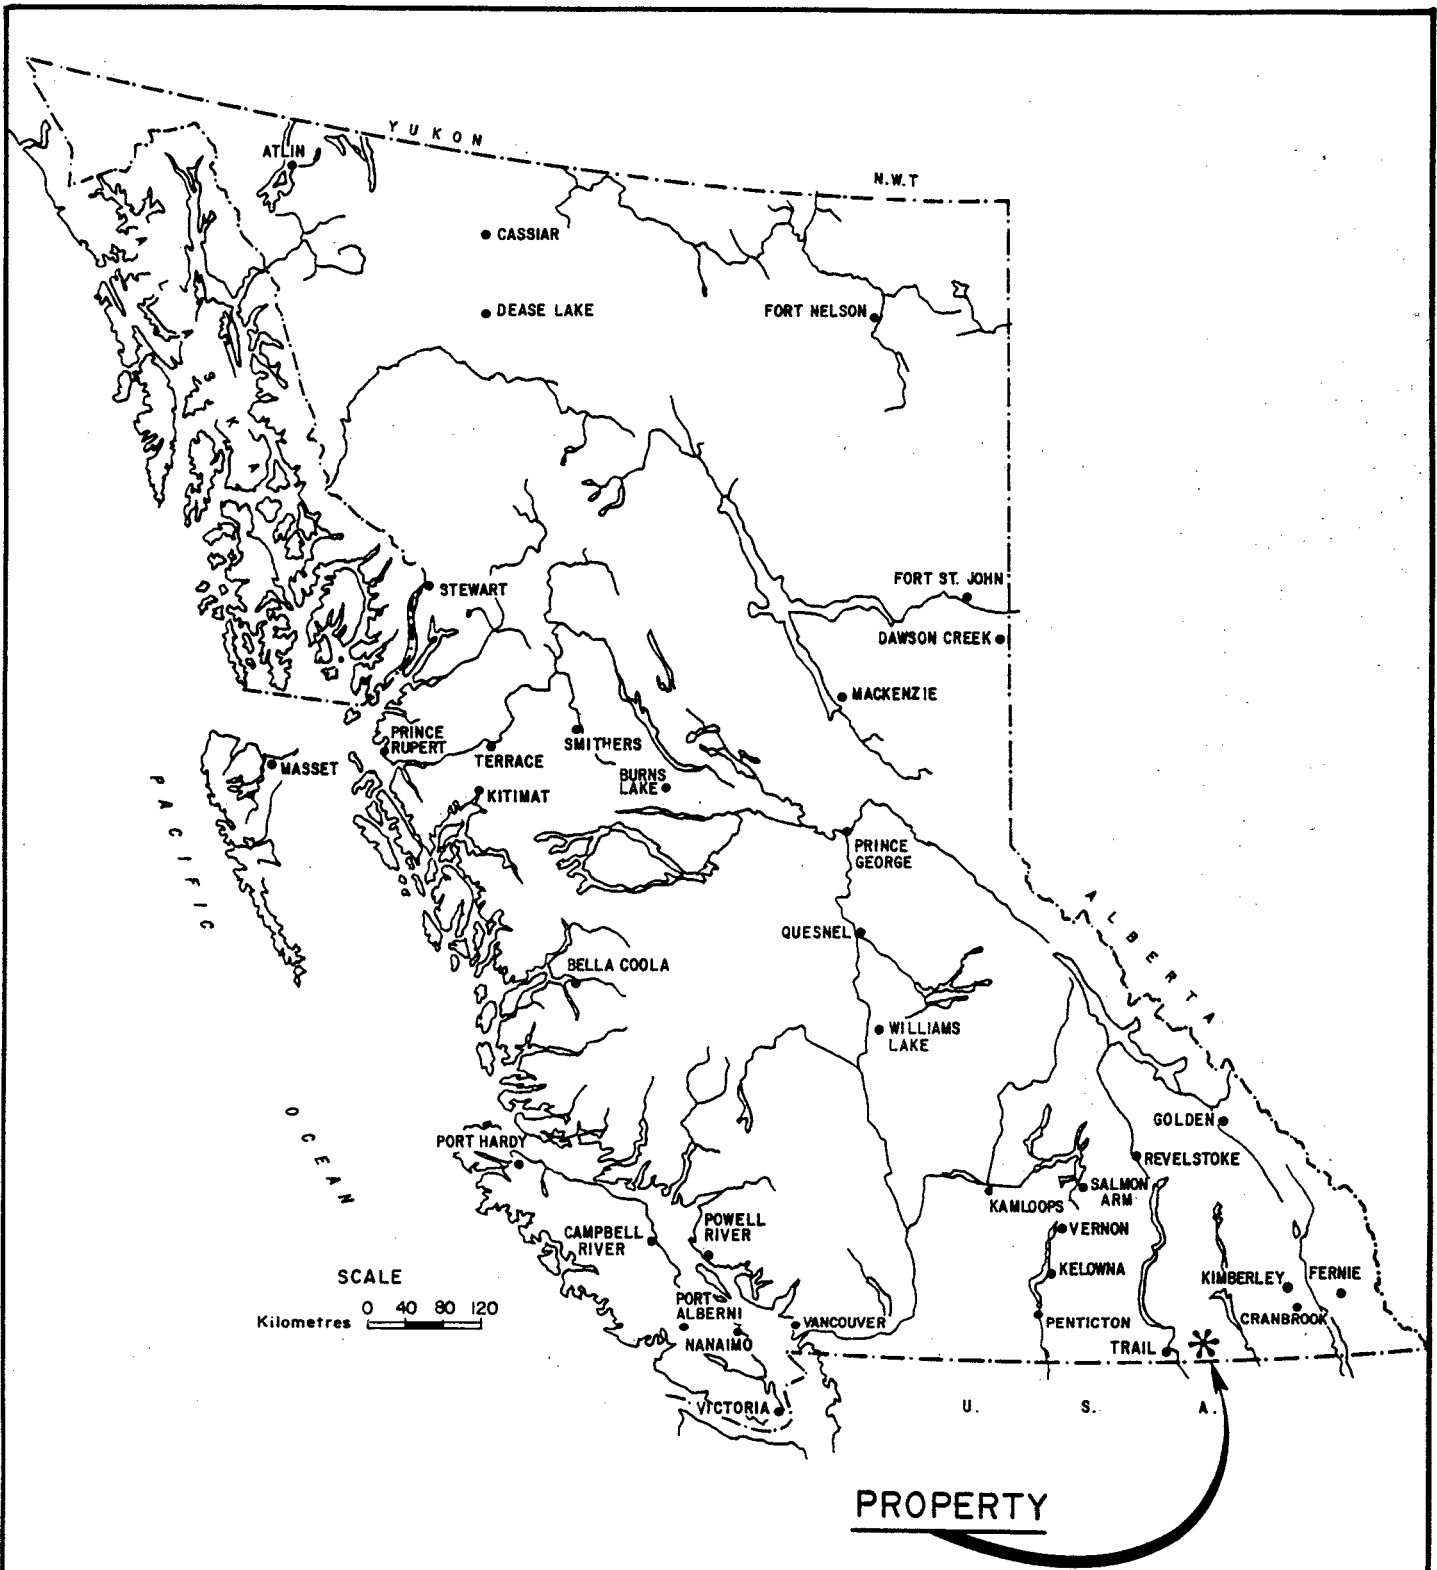 YUKON
N.W.T
ATLIN
CASSIAR
DEASE LAKE
FORT NELSON
ALASKA
FORT ST. JOHN
STEWART
DAWSON CREEK
MACKENZIE
PRINCE
RUPERT
SMITHERS
TERRACE
MASSET
BURNS
LAKE
KITIMAT
PACIFIC
PRINCE
GEORGE
ALBERTA
QUESNEL
BELLA COOLA
WILLIAMS
LAKE
OCEAN
GOLDEN
PORT HARDY
REVELSTOKE
SALMON
ARM
KAMLOOPS
POWELL
RIVER
CAMPBELL
RIVER
VERNON
KELOWNA
KIMBERLEY
FERNIE
SCALE
Kilometres 0 40 80 120
PORT
ALBERNI
CRANBROOK
VANCOUVER
PENTICTON
NANAIMO
TRAIL
VICTORIA
U. S. A.
PROPERTY